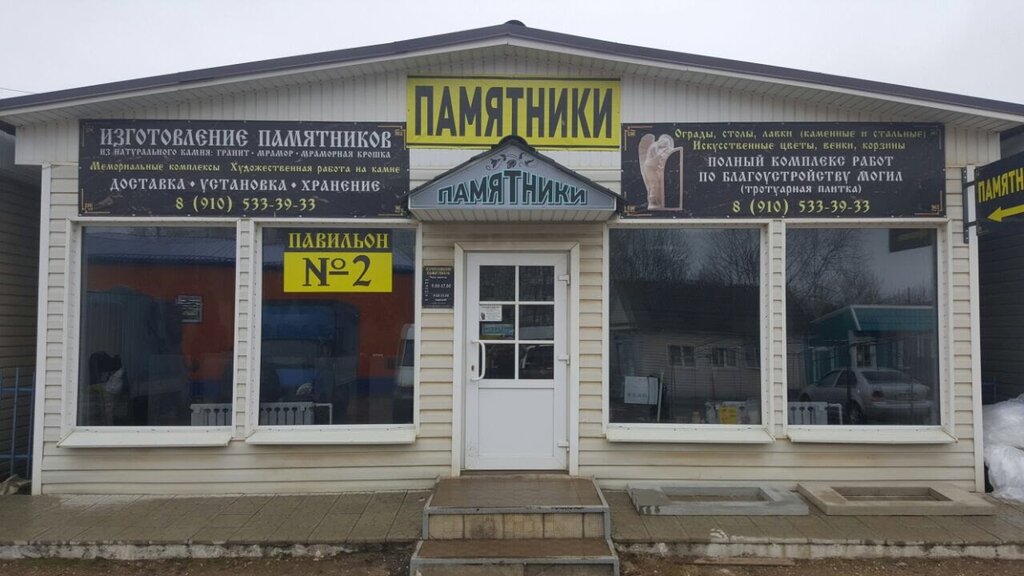 ПАМЯТНИКИ
ИЗГОТОВЛЕНИЕ ПАМЯТНИКОВ
ИЗ НАТУРАЛЬНОГО КАМНЯ: ГРАНИТ • МРАМОР • МРАМОРНАЯ КРОШКА
Мемориальные комплексы Художественная работа на камне
ДОСТАВКА • УСТАНОВКА • ХРАНЕНИЕ
8 (910) 533-39-33
ПАМЯТНИКИ
Ограды, столы, лавки (каменные и стальные)
Искусственные цветы, венки, корзины
ПОЛНЫЙ КОМПЛЕКС РАБОТ
ПО БЛАГОУСТРОЙСТВУ МОГИЛ
(тротуарная плитка)
8 (910) 533-39-33
ПАМЯТН
ПАВИЛЬОН
№2